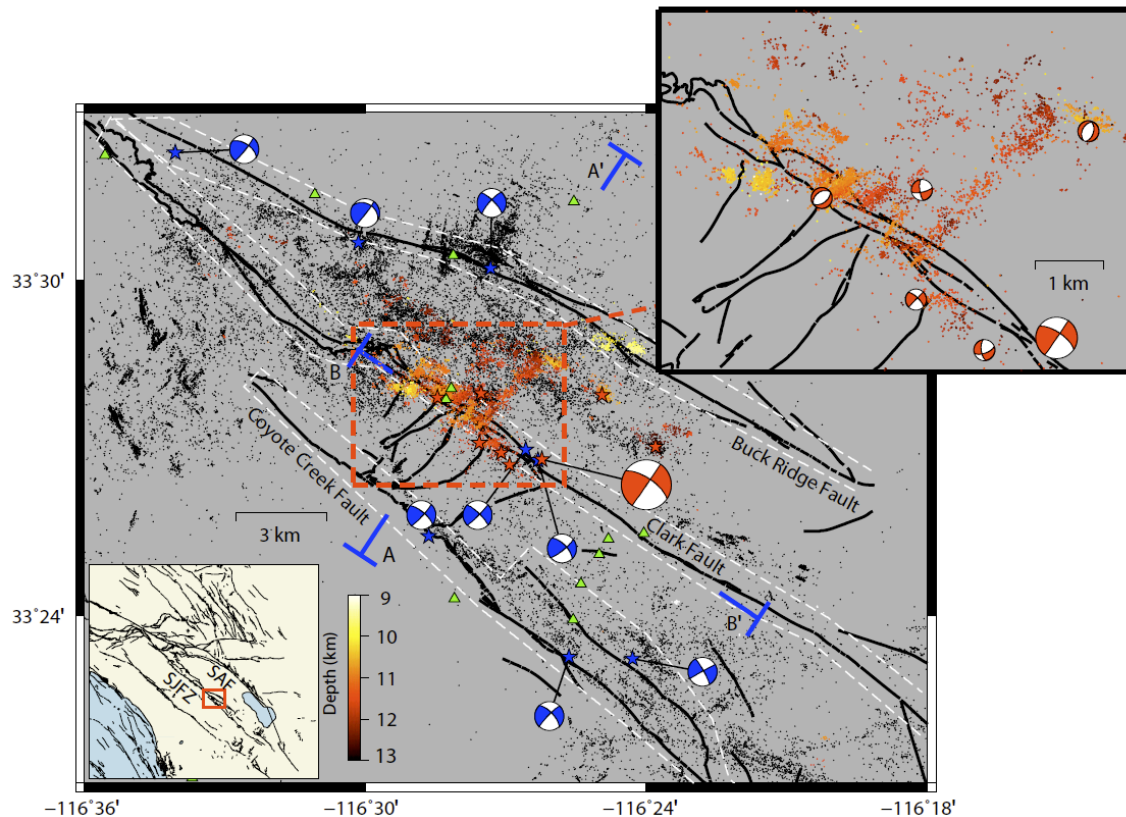 1 km
A'
33˚30'
B
Buck Ridge Fault
Coyote Creek Fault
3 km
Clark Fault
A
B'
33˚24'
SAF
SJFZ
Depth (km)
9
10
11
12
13
−116˚36'
−116˚30'
−116˚24'
−116˚18'